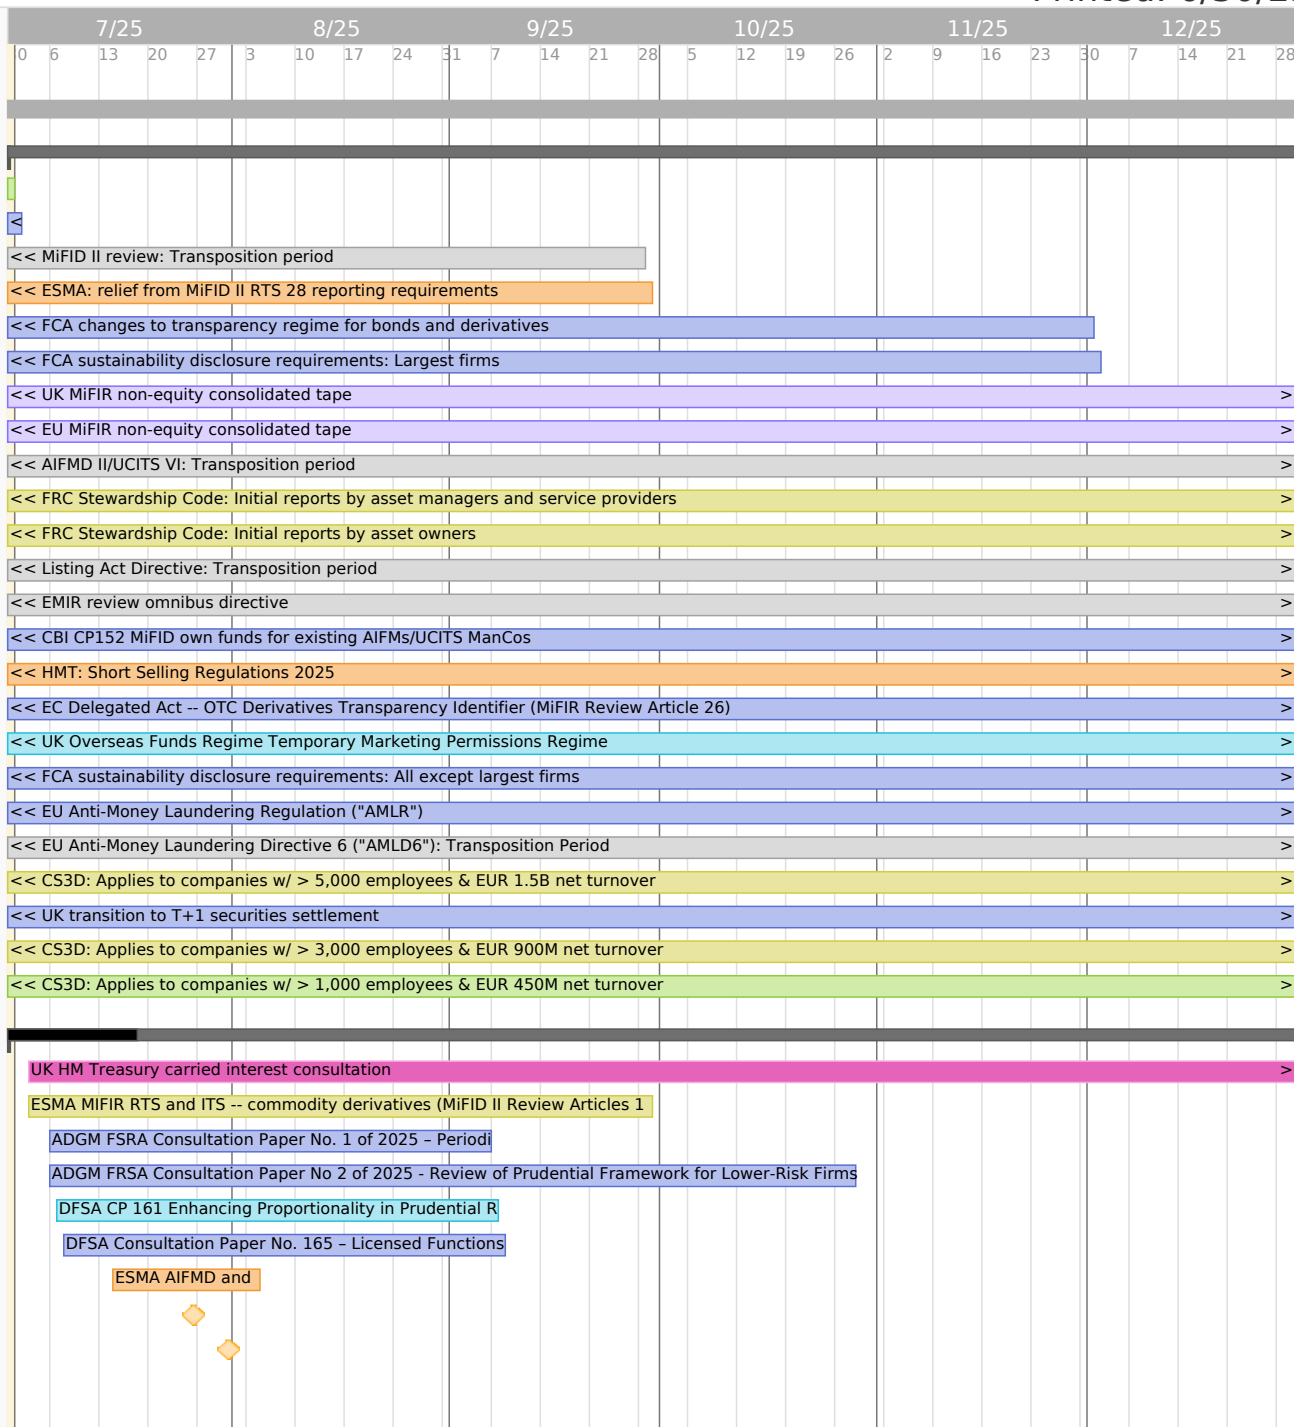 7/25 8/25 9/25 10/25 11/25 12/25
0 6 13 20 27 3 10 17 24 31 7 14 21 28 5 12 19 26 2 9 16 23 30 7 14 21 28
<
<< MiFID II review: Transposition period
<< ESMA: relief from MiFID II RTS 28 reporting requirements
<< FCA changes to transparency regime for bonds and derivatives
<< FCA sustainability disclosure requirements: Largest firms
<< UK MiFIR non-equity consolidated tape >
<< EU MiFIR non-equity consolidated tape >
<< AIFMD II/UCITS VI: Transposition period >
<< FRC Stewardship Code: Initial reports by asset managers and service providers >
<< FRC Stewardship Code: Initial reports by asset owners >
<< Listing Act Directive: Transposition period >
<< EMIR review omnibus directive >
<< CBI CP152 MiFID own funds for existing AIFMs/UCITS ManCos >
<< HMT: Short Selling Regulations 2025 >
<< EC Delegated Act -- OTC Derivatives Transparency Identifier (MiFIR Review Article 26) >
<< UK Overseas Funds Regime Temporary Marketing Permissions Regime >
<< FCA sustainability disclosure requirements: All except largest firms >
<< EU Anti-Money Laundering Regulation ("AMLR") >
<< EU Anti-Money Laundering Directive 6 ("AMLD6"): Transposition Period >
<< CS3D: Applies to companies w/ > 5,000 employees & EUR 1.5B net turnover >
<< UK transition to T+1 securities settlement >
<< CS3D: Applies to companies w/ > 3,000 employees & EUR 900M net turnover >
<< CS3D: Applies to companies w/ > 1,000 employees & EUR 450M net turnover >
UK HM Treasury carried interest consultation >
ESMA MIFIR RTS and ITS -- commodity derivatives (MiFID II Review Articles 1
ADGM FSRA Consultation Paper No. 1 of 2025 – Periodi
ADGM FRSA Consultation Paper No 2 of 2025 - Review of Prudential Framework for Lower-Risk Firms
DFSA CP 161 Enhancing Proportionality in Prudential R
DFSA Consultation Paper No. 165 – Licensed Functions
ESMA AIFMD and